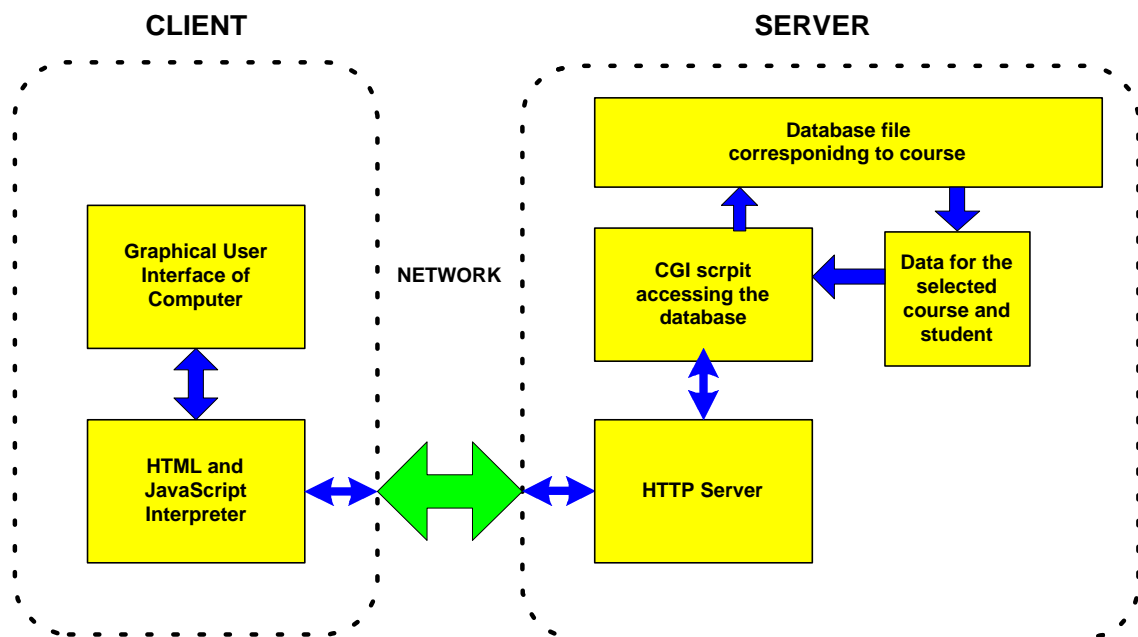 CLIENT
SERVER
Database file
corresponidng to course
Graphical User
Interface of
Computer
NETWORK
CGI scrpit
accessing the
database
Data for the
selected
course and
student
HTML and
JavaScript
Interpreter
HTTP Server